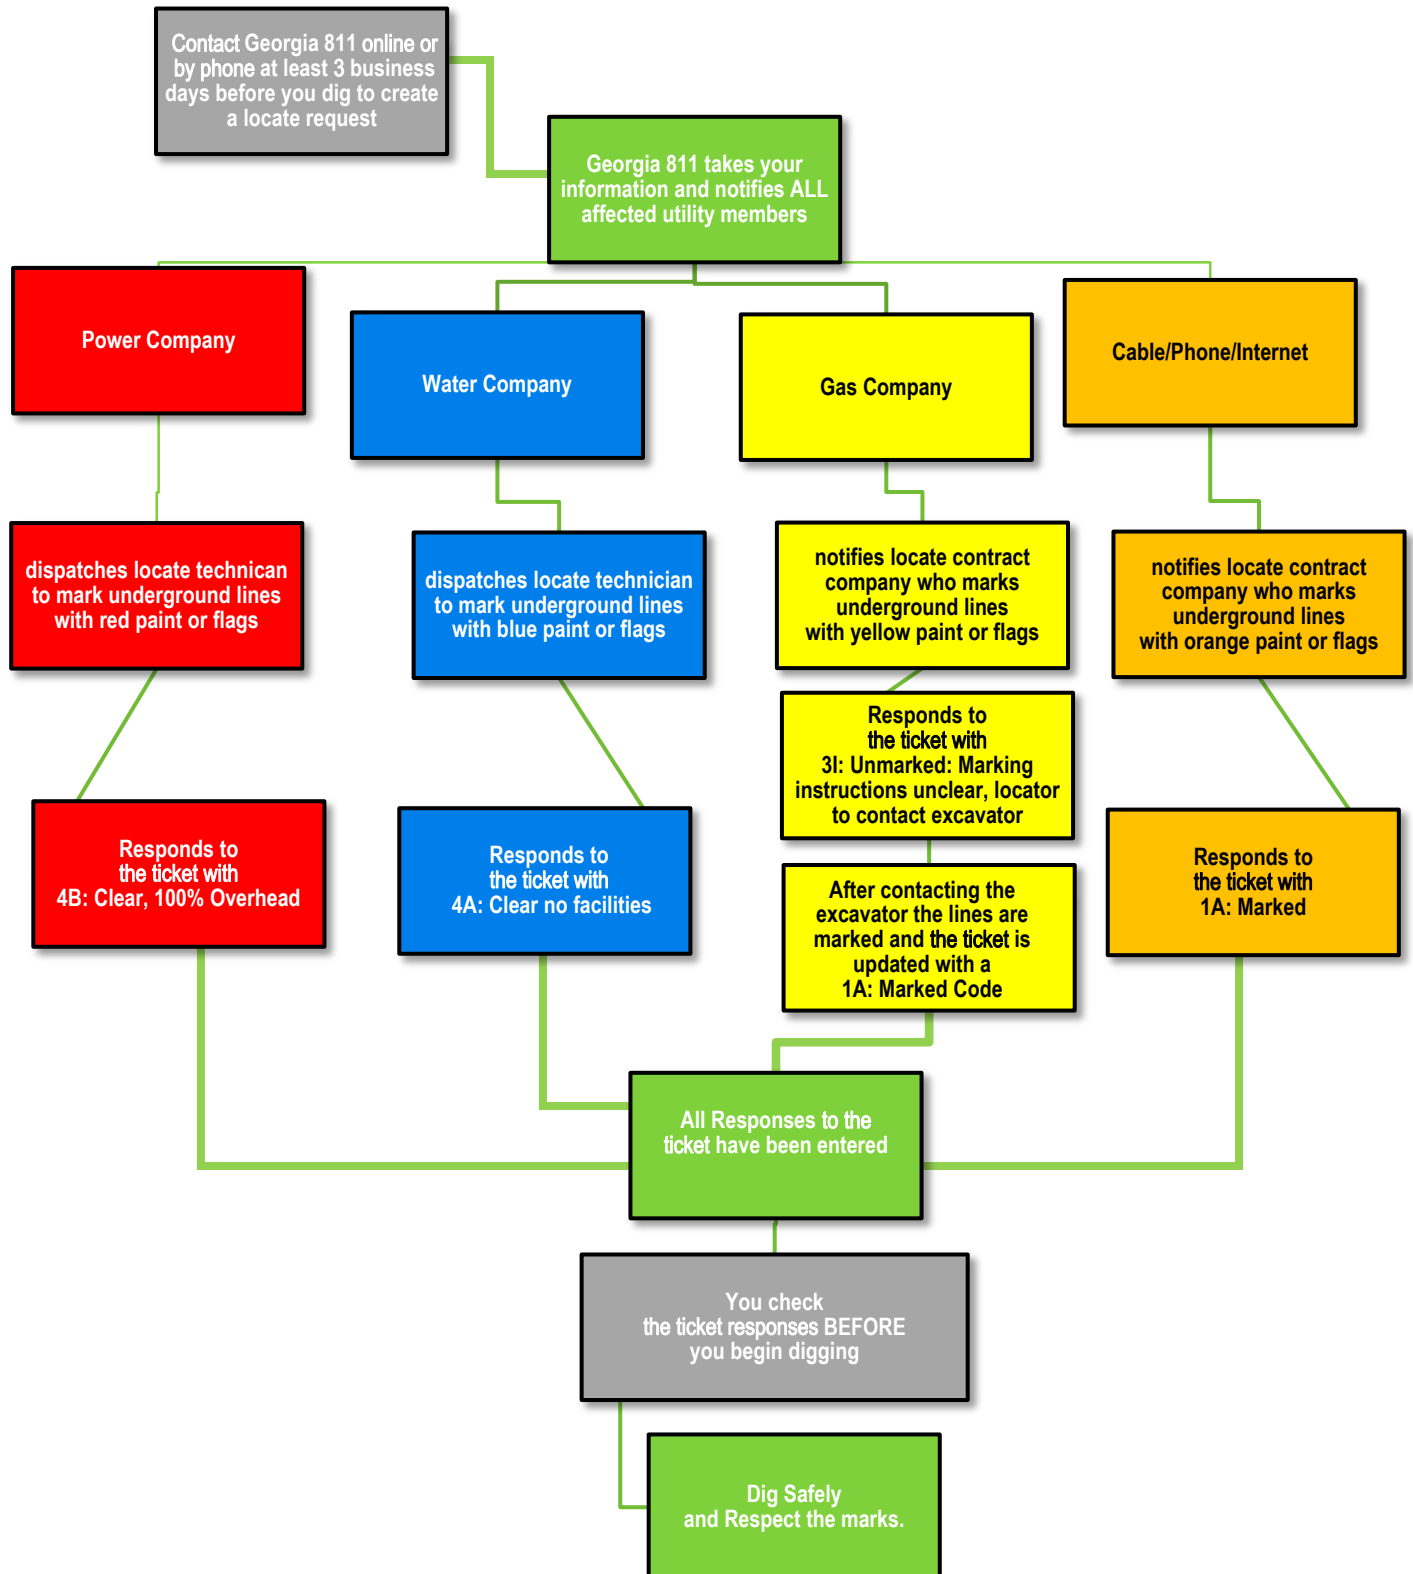 Contact Georgia 811 online or
by phone at least 3 business
days before you dig to create
a locate request
Georgia 811 takes your
information and notifies ALL
affected utility members
Power Company
Water Company
Gas Company
Cable/Phone/Internet
dispatches locate technican
to mark underground lines
with red paint or flags
dispatches locate technician
to mark underground lines
with blue paint or flags
notifies locate contract
company who marks
underground lines
with yellow paint or flags
notifies locate contract
company who marks
underground lines
with orange paint or flags
Responds to
the ticket with
4B: Clear, 100% Overhead
Responds to
the ticket with
4A: Clear no facilities
Responds to
the ticket with
3I: Unmarked: Marking
instructions unclear, locator
to contact excavator
After contacting the
excavator the lines are
marked and the ticket is
updated with a
1A: Marked Code
Responds to
the ticket with
1A: Marked
All Responses to the
ticket have been entered
You check
the ticket responses BEFORE
you begin digging
Dig Safely
and Respect the marks.